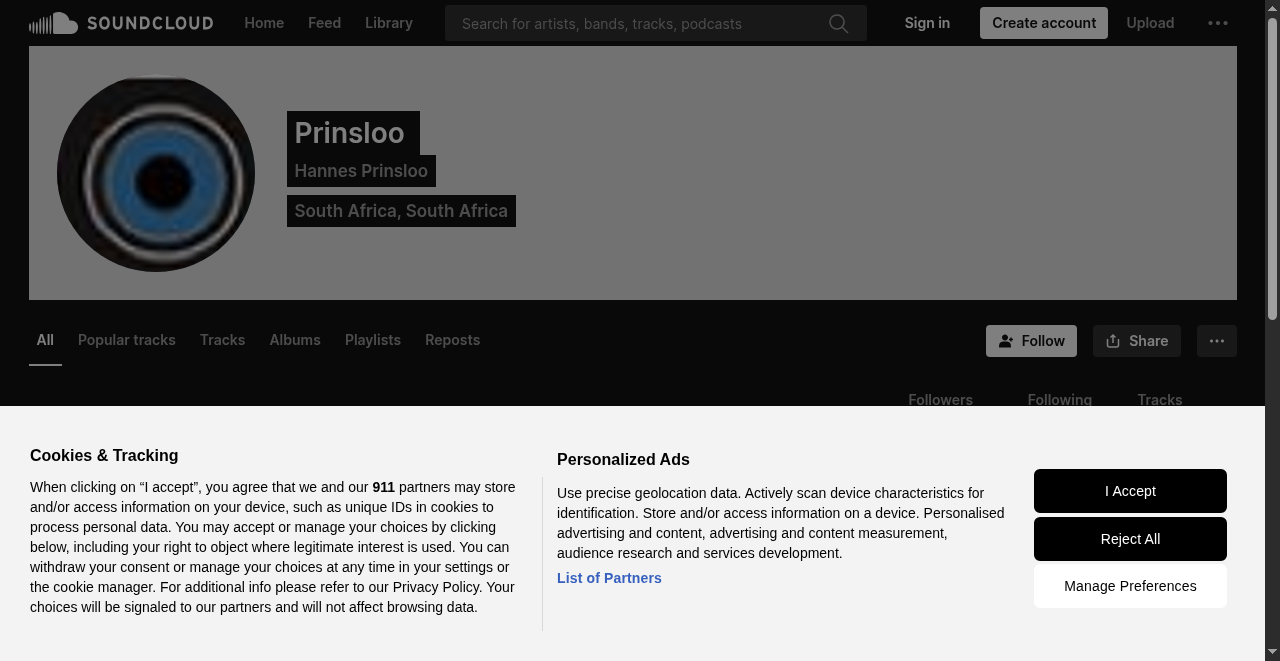 SOUNDCLOUD Home Feed Library Search for artists, bands, tracks, podcasts Sign in Create account Upload
Prinsloo
Hannes Prinsloo
South Africa, South Africa
All Popular tracks Tracks Albums Playlists Reposts Follow Share
Followers Following Tracks
Cookies & Tracking
When clicking on “I accept”, you agree that we and our 911 partners may store
and/or access information on your device, such as unique IDs in cookies to
process personal data. You may accept or manage your choices by clicking
below, including your right to object where legitimate interest is used. You can
withdraw your consent or manage your choices at any time in your settings or
the cookie manager. For additional info please refer to our Privacy Policy. Your
choices will be signaled to our partners and will not affect browsing data.
Personalized Ads
Use precise geolocation data. Actively scan device characteristics for
identification. Store and/or access information on a device. Personalised
advertising and content, advertising and content measurement,
audience research and services development.
List of Partners
I Accept
Reject All
Manage Preferences